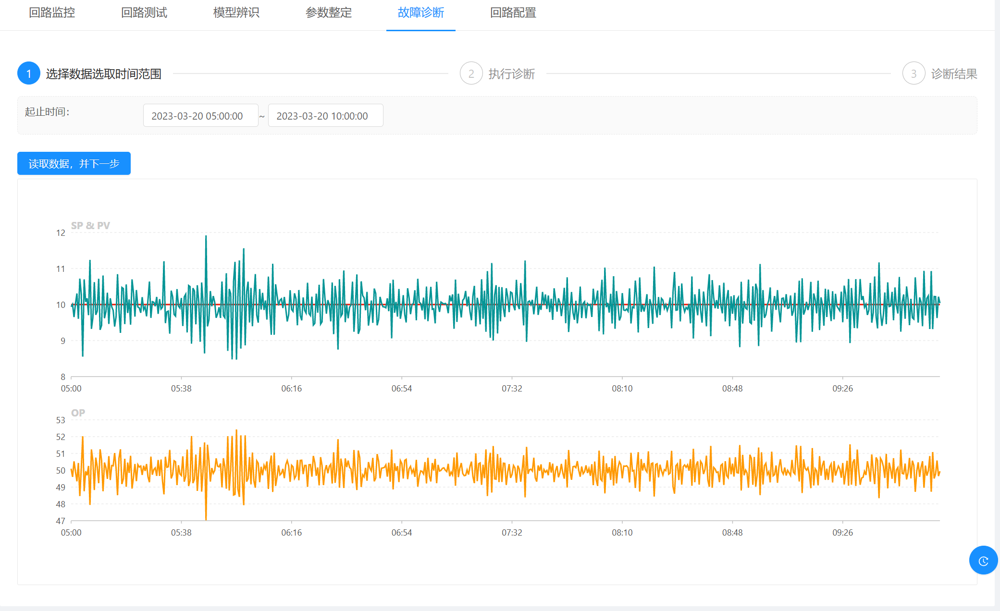 回路监控 回路测试 模型辨识 参数整定 故障诊断 回路配置
1 选择数据选取时间范围 2 执行诊断 3 诊断结果
起止时间: 2023-03-20 05:00:00 ~ 2023-03-20 10:00:00
读取数据，并下一步
SP & PV
12
11
10
9
8
05:00 05:38 06:16 06:54 07:32 08:10 08:48 09:26
OP
53
52
51
50
49
48
47
05:00 05:38 06:16 06:54 07:32 08:10 08:48 09:26